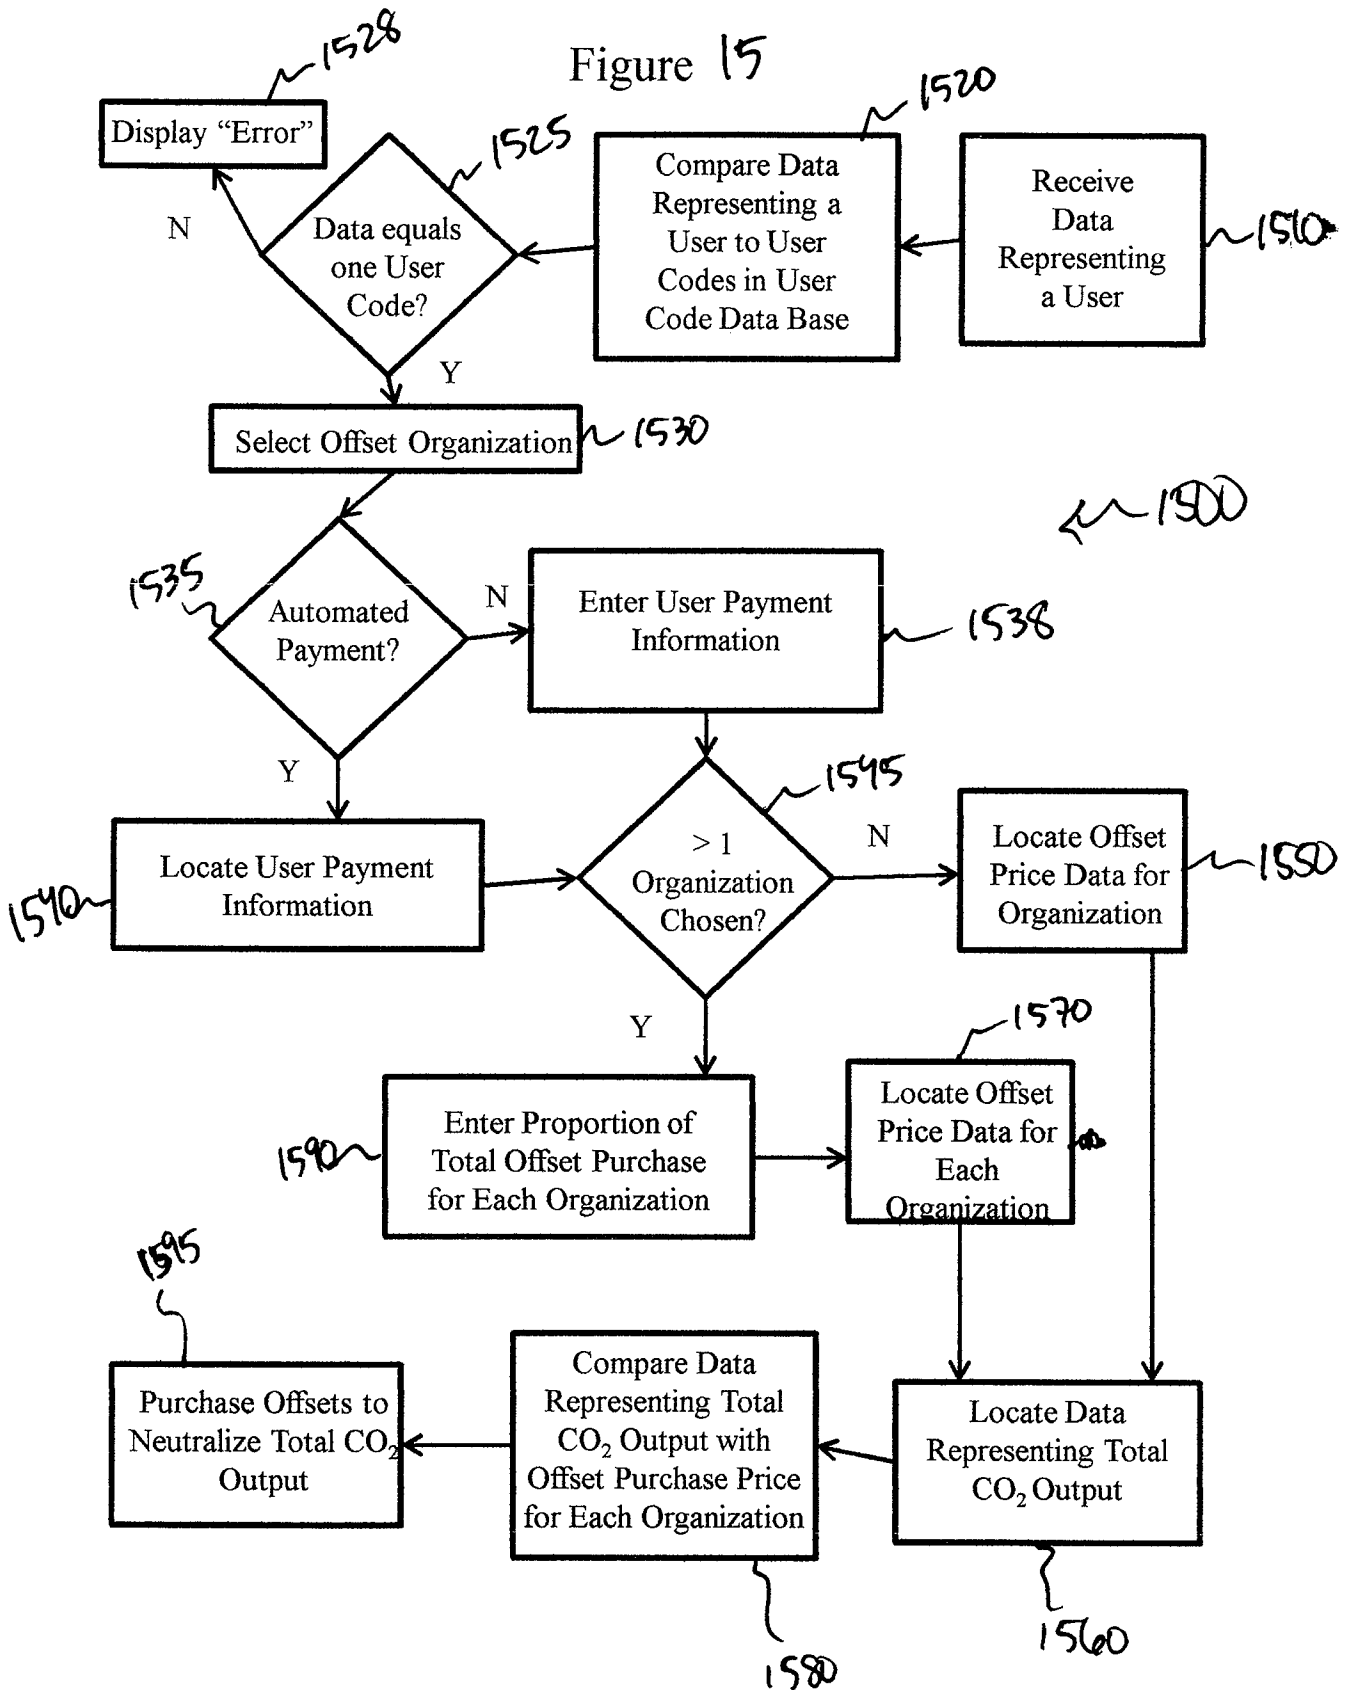 Figure 15
1528
Display “Error”
1525
1520
Compare Data
Representing a
User to User
Codes in User
Code Data Base
Receive
Data
Representing
a User
1510
N
Data equals
one User
Code?
Y
Select Offset Organization
1530
1500
1535
Automated
Payment?
N
Enter User Payment
Information
1538
Y
1545
> 1
Organization
Chosen?
N
Locate Offset
Price Data for
Organization
1550
Locate User Payment
Information
1540
Y
1570
Locate Offset
Price Data for
Each
Organization
1590
Enter Proportion of
Total Offset Purchase
for Each Organization
1595
Purchase Offsets to
Neutralize Total CO₂
Output
Compare Data
Representing Total
CO₂ Output with
Offset Purchase Price
for Each Organization
Locate Data
Representing Total
CO₂ Output
1560
1580